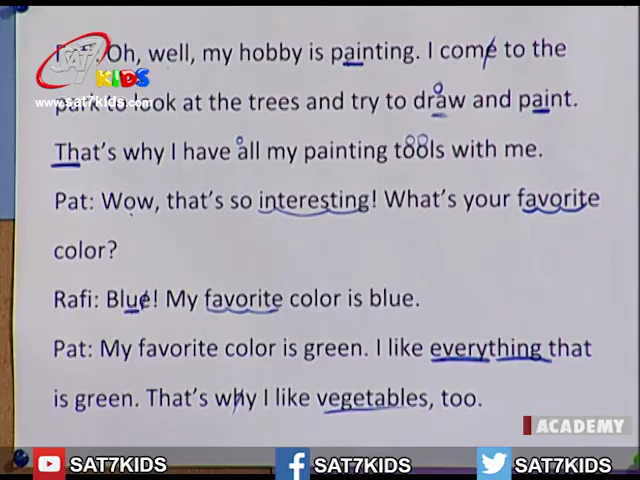 Oh, well, my hobby is painting. I come to the
park to look at the trees and try to draw and paint.
That's why I have all my painting tools with me.
Pat: Wow, that's so interesting! What's your favorite
color?
Rafi: Blue! My favorite color is blue.
Pat: My favorite color is green. I like everything that
is green. That's why I like vegetables, too.
SAT7
KIDS
www.sat7kids.com
ACADEMY
SAT7KIDS
SAT7KIDS
SAT7KIDS